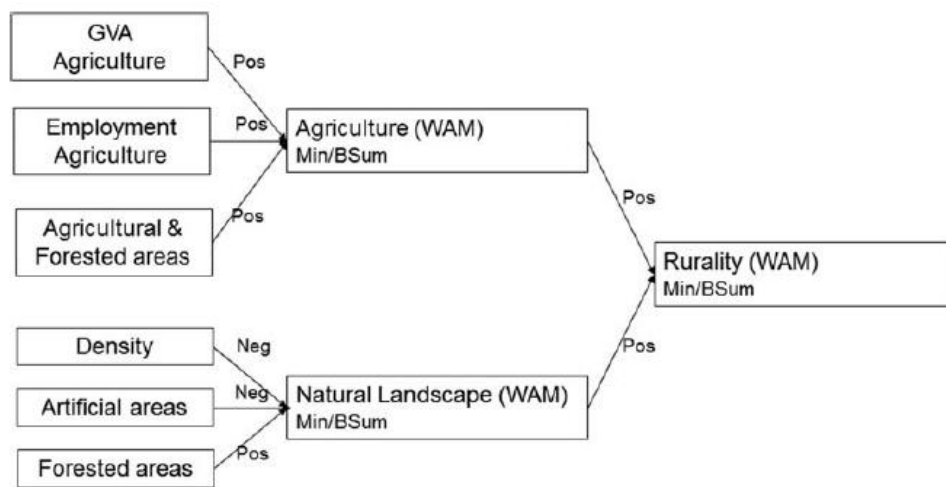 GVA
Agriculture
Pos
Employment
Agriculture
Pos
Agricultural &
Forested areas
Pos
Agriculture (WAM)
Min/BSum
Pos
Rurality (WAM)
Min/BSum
Density
Neg
Artificial areas
Neg
Forested areas
Pos
Natural Landscape (WAM)
Min/BSum
Pos